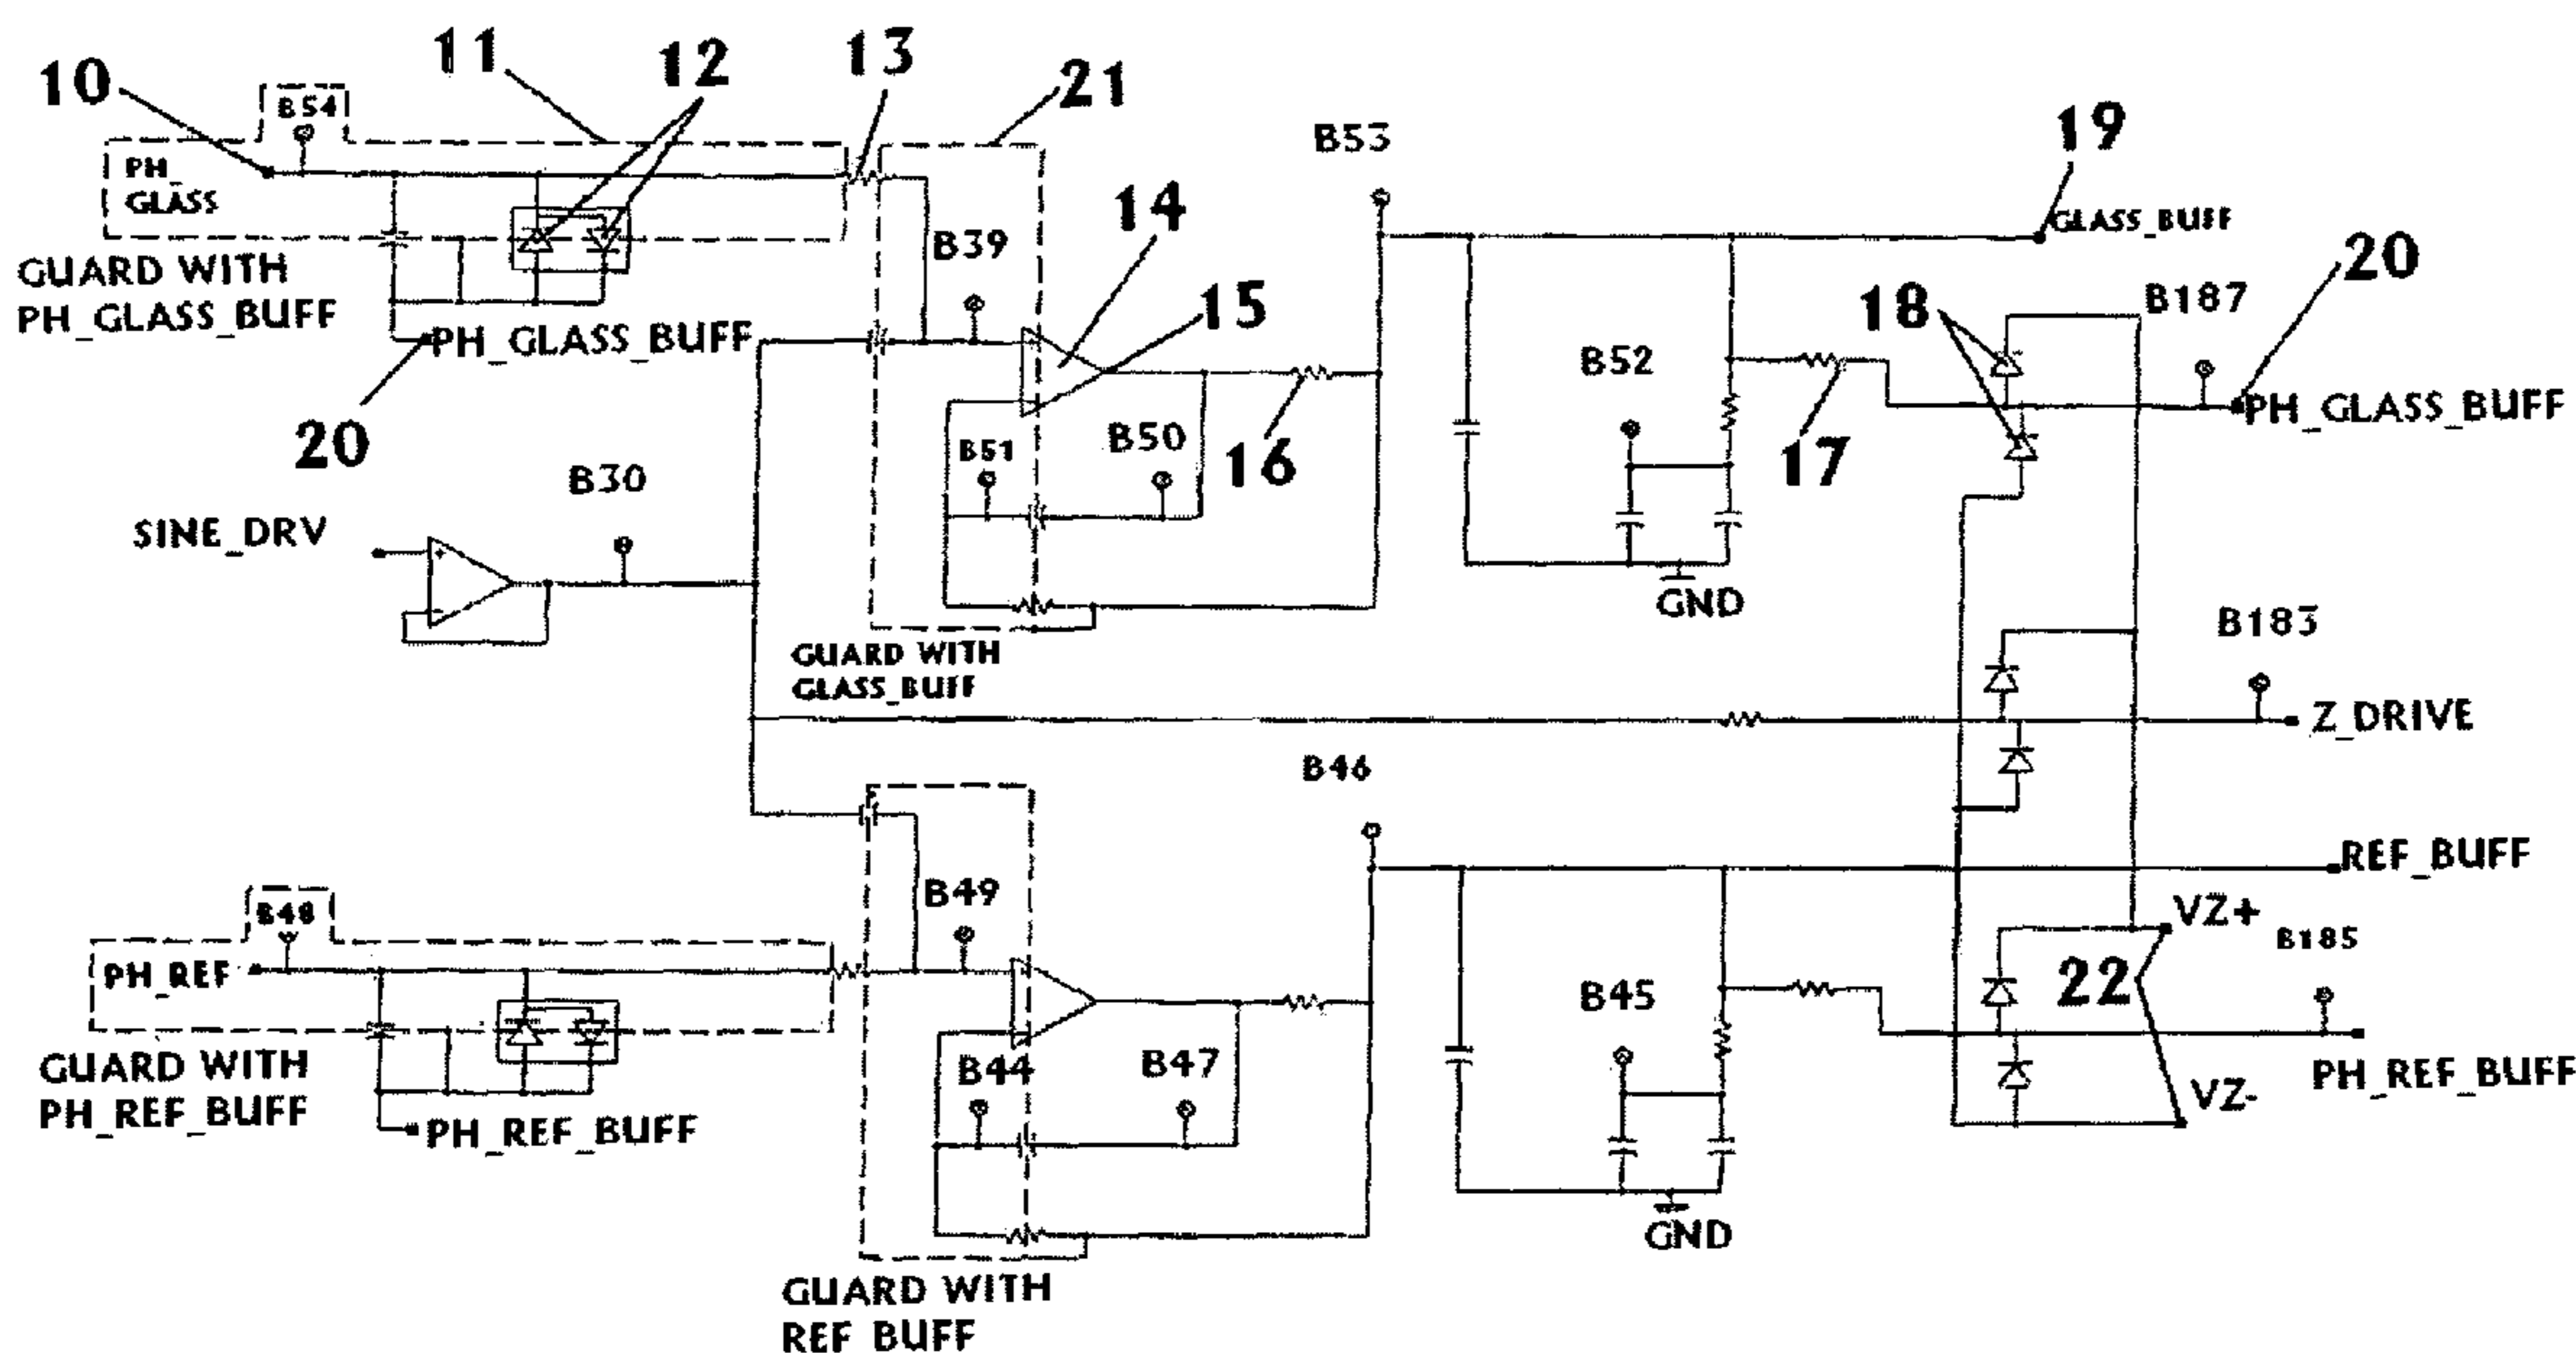 10
11
12
13
21
B54
PH_
GLASS
GUARD WITH
PH_GLASS_BUFF
PH_GLASS_BUFF
20
B39
14
15
B53
19
GLASS_BUFF
20
B187
18
B52
PH_GLASS_BUFF
B51
B50
16
17
B30
SINE_DRV
GND
GUARD WITH
GLASS_BUFF
B183
Z_DRIVE
B46
REF_BUFF
B49
B48
PH_REF
VZ+
B185
22
B45
GUARD WITH
PH_REF_BUFF
B44
B47
PH_REF_BUFF
VZ-
PH_REF_BUFF
GND
GUARD WITH
REF BUFF